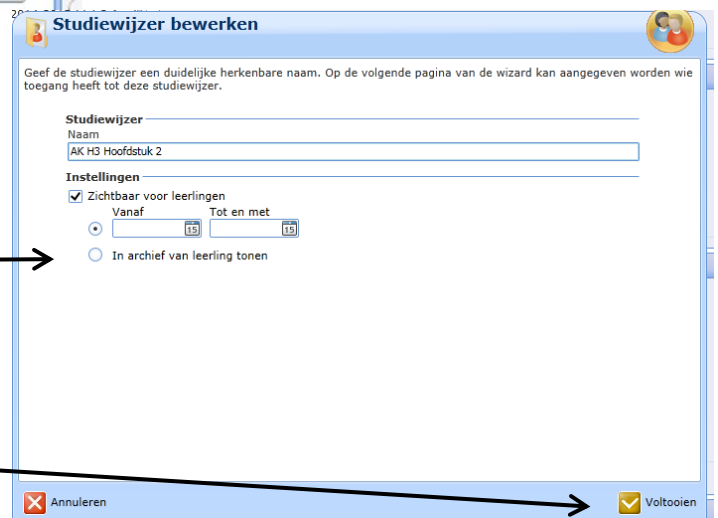 Studiewijzer bewerken
Geef de studiewijzer een duidelijke herkenbare naam. Op de volgende pagina van de wizard kan aangegeven worden wie
toegang heeft tot deze studiewijzer.
Studiewijzer
Naam
AK H3 Hoofdstuk 2
Instellingen
Zichtbaar voor leerlingen
Vanaf Tot en met
15 15
In archief van leerling tonen
Annuleren Voltooien